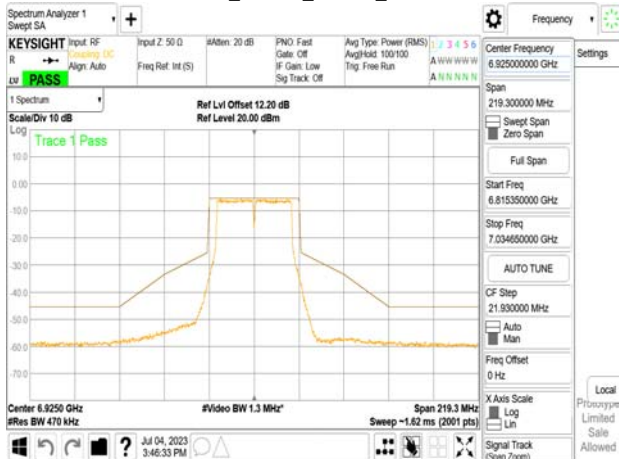 Spectrum Analyzer 1
Swept SA
+
Frequency
KEYSIGHT
R
LV PASS
Input: RF
Coupling: DC
Align: Auto
Input Z: 50 Ω
Freq Ref: Int (S)
#Atten: 20 dB
PNO: Fast
Gate: Off
IF Gain: Low
Sig Track: Off
Avg Type: Power (RMS)
Avg|Hold: 100/100
Trig: Free Run
1 2 3 4 5 6
A W W W W W
A N N N N N
1 Spectrum
Scale/Div 10 dB
Ref Lvl Offset 12.20 dB
Ref Level 20.00 dBm
Log
Trace 1 Pass
10.0
0.00
-10.0
-20.0
-30.0
-40.0
-50.0
-60.0
-70.0
Center 6.9250 GHz
#Res BW 470 kHz
#Video BW 1.3 MHz*
Span 219.3 MHz
Sweep ~1.62 ms (2001 pts)
?
Jul 04, 2023
3:46:33 PM
Center Frequency
6.925000000 GHz
Settings
Span
219.300000 MHz
Swept Span
Zero Span
Full Span
Start Freq
6.815350000 GHz
Stop Freq
7.034650000 GHz
AUTO TUNE
CF Step
21.930000 MHz
Auto
Man
Freq Offset
0 Hz
X Axis Scale
Log
Lin
Signal Track
(Span Zoom)
Local
Prototype
Limited
Sale
Allowed